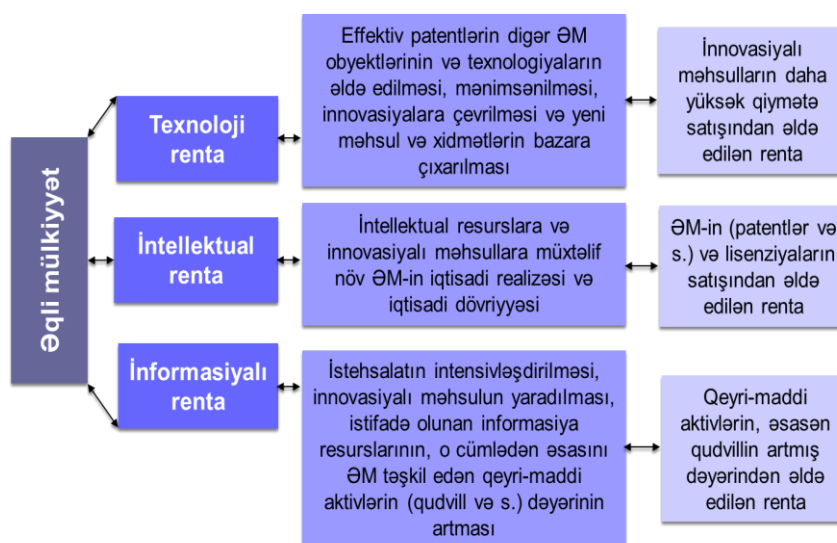 Əqli mülkiyyət
Texnoloji
renta
Effektiv patentlərin digər ƏM
obyektlərinin və texnologiyaların
əldə edilməsi, mənimsənilməsi,
innovasiyalara çevrilməsi və yeni
məhsul və xidmətlərin bazara
çıxarılması
İnnovasiyalı
məhsulların daha
yüksək qiymətə
satışından əldə
edilən renta
İntellektual
renta
İntellektual resurslara və
innovasiyalı məhsullara müxtəlif
növ ƏM-in iqtisadi realizəsi və
iqtisadi dövriyyəsi
ƏM-in (patentlər və
s.) və lisenziyaların
satışından əldə
edilən renta
İnformasiyalı
renta
İstehsalatın intensivləşdirilməsi,
innovasiyalı məhsulun yaradılması,
istifadə olunan informasiya
resurslarının, o cümlədən əsasını
ƏM təşkil edən qeyri-maddi
aktivlərin (qudvill və s.) dəyərinin
artması
Qeyri-maddi
aktivlərin, əsasən
qudvillin artmış
dəyərindən əldə
edilən renta